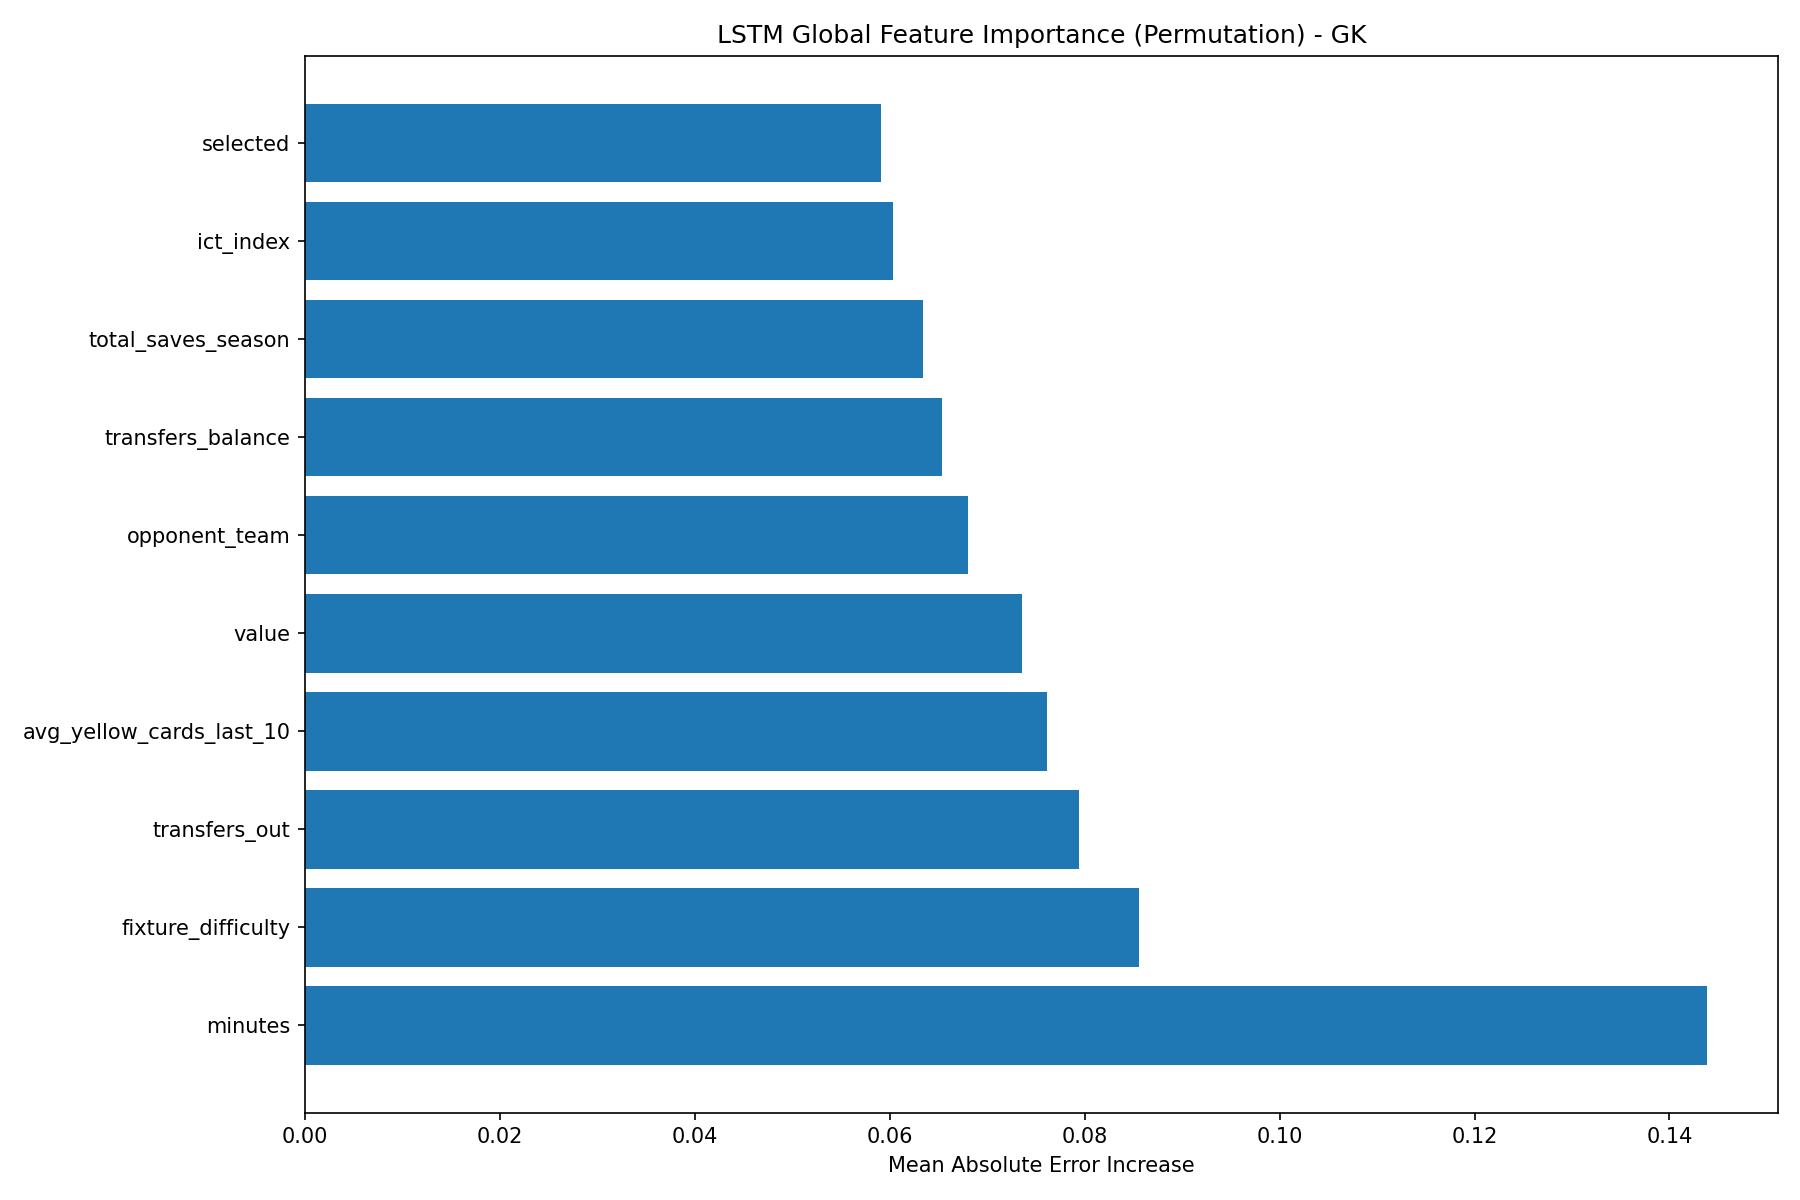 LSTM Global Feature Importance (Permutation) - GK
selected
ict_index
total_saves_season
transfers_balance
opponent_team
value
avg_yellow_cards_last_10
transfers_out
fixture_difficulty
minutes
0.00 0.02 0.04 0.06 0.08 0.10 0.12 0.14
Mean Absolute Error Increase